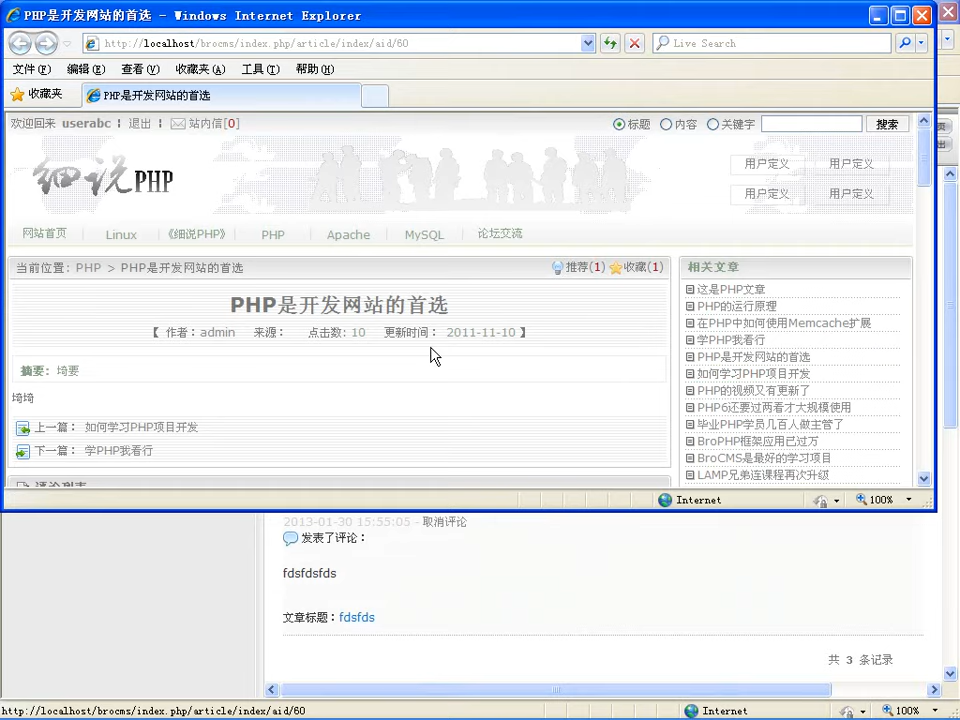 PHP是开发网站的首选 - Windows Internet Explorer
http://localhost/brocms/index.php/article/index/aid/60
Live Search
文件(F) 编辑(E) 查看(V) 收藏夹(A) 工具(T) 帮助(H)
收藏夹 PHP是开发网站的首选
欢迎回来 userabc | 退出 | 站内信[0] 标题 内容 关键字 搜索
细说PHP
用户定义 用户定义
用户定义 用户定义
网站首页 Linux 《细说PHP》 PHP Apache MySQL 论坛交流
当前位置: PHP > PHP是开发网站的首选 推荐(1) 收藏(1)
PHP是开发网站的首选
【 作者:admin 来源: 点击数: 10 更新时间: 2011-11-10 】
摘要: 埼要
埼埼
上一篇: 如何学习PHP项目开发
下一篇: 学PHP我看行
评论列表
相关文章
这是PHP文章
PHP的运行原理
在PHP中如何使用Memcache扩展
学PHP我看行
PHP是开发网站的首选
如何学习PHP项目开发
PHP的视频又有更新了
PHP6还要过两看才大规模使用
毕业PHP学员几百人做主管了
BroPHP框架应用已过万
BroCMS是最好的学习项目
LAMP兄弟连课程再次升级
Internet 100%
2013-01-30 15:55:05 - 取消评论
发表了评论:
fdsfdsfds
文章标题:fdsfds
共 3 条记录
http://localhost/brocms/index.php/article/index/aid/60 Internet 100%